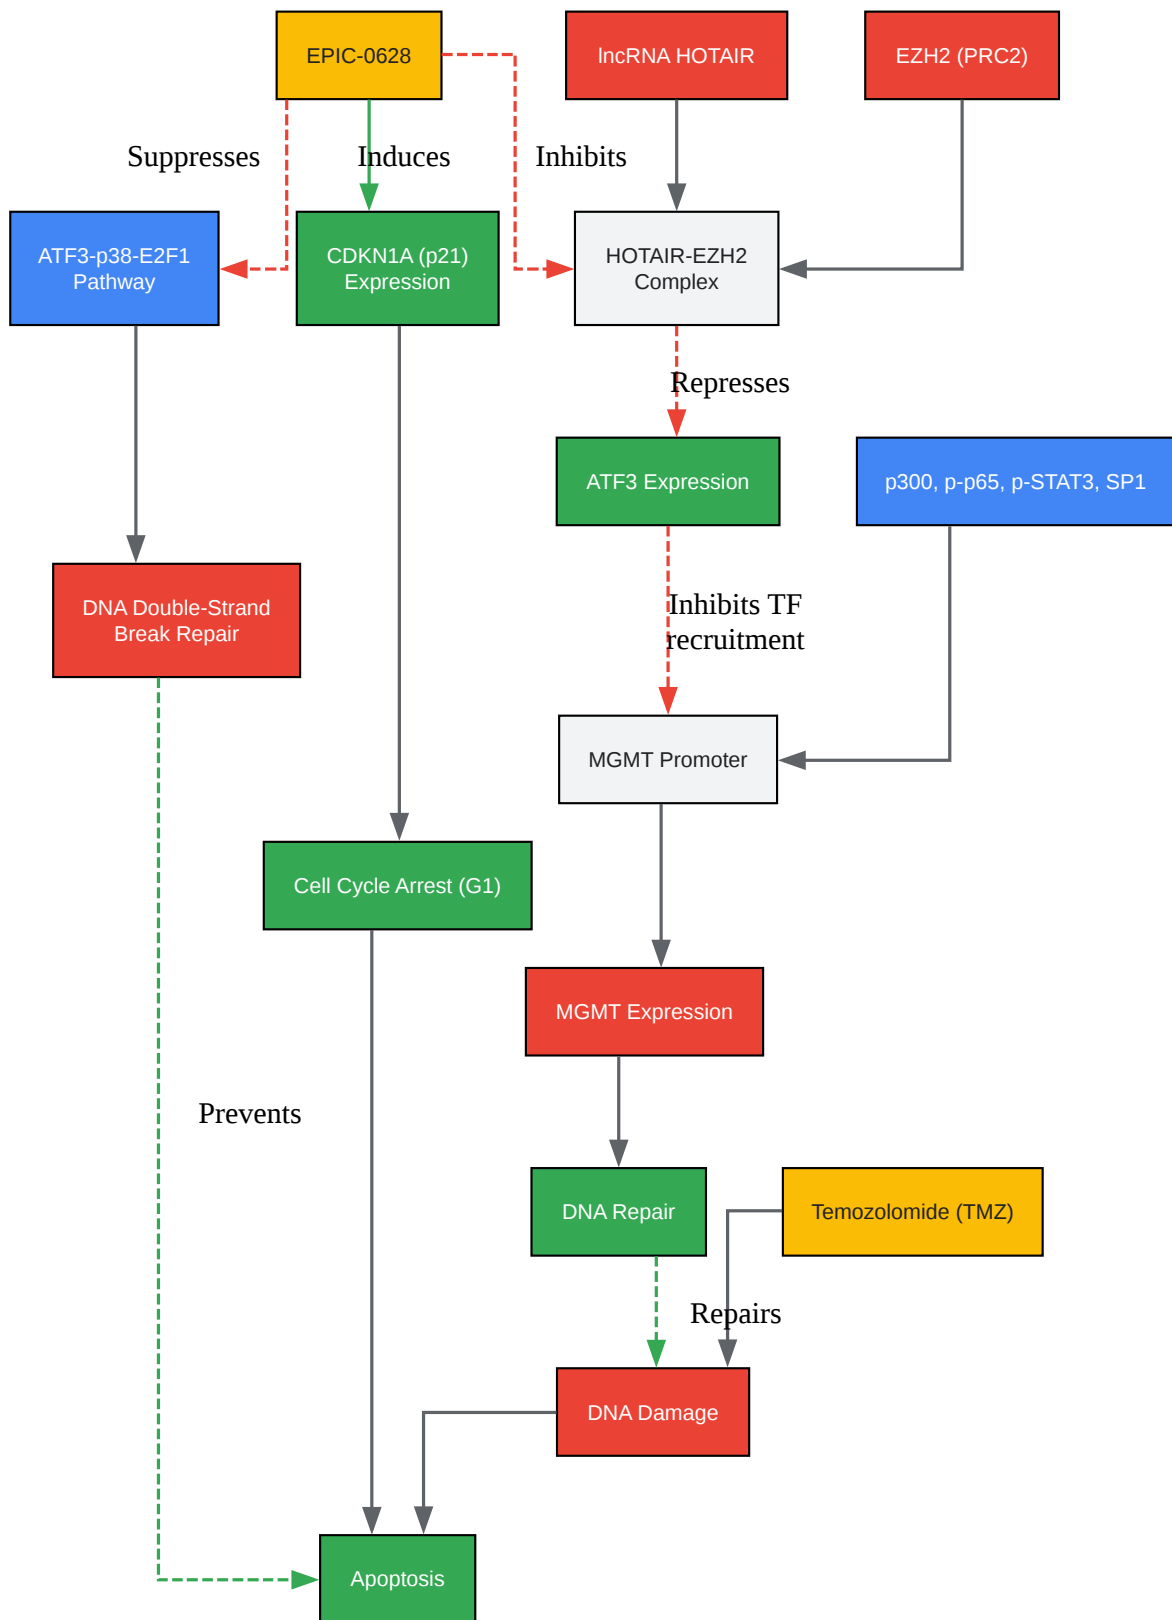 EPIC-0628
lncRNA HOTAIR
EZH2 (PRC2)
Suppresses
Induces
Inhibits
ATF3-p38-E2F1
Pathway
CDKN1A (p21)
Expression
HOTAIR-EZH2
Complex
Represses
ATF3 Expression
p300, p-p65, p-STAT3, SP1
DNA Double-Strand
Break Repair
Inhibits TF
recruitment
MGMT Promoter
Cell Cycle Arrest (G1)
MGMT Expression
Prevents
DNA Repair
Temozolomide (TMZ)
Repairs
DNA Damage
Apoptosis